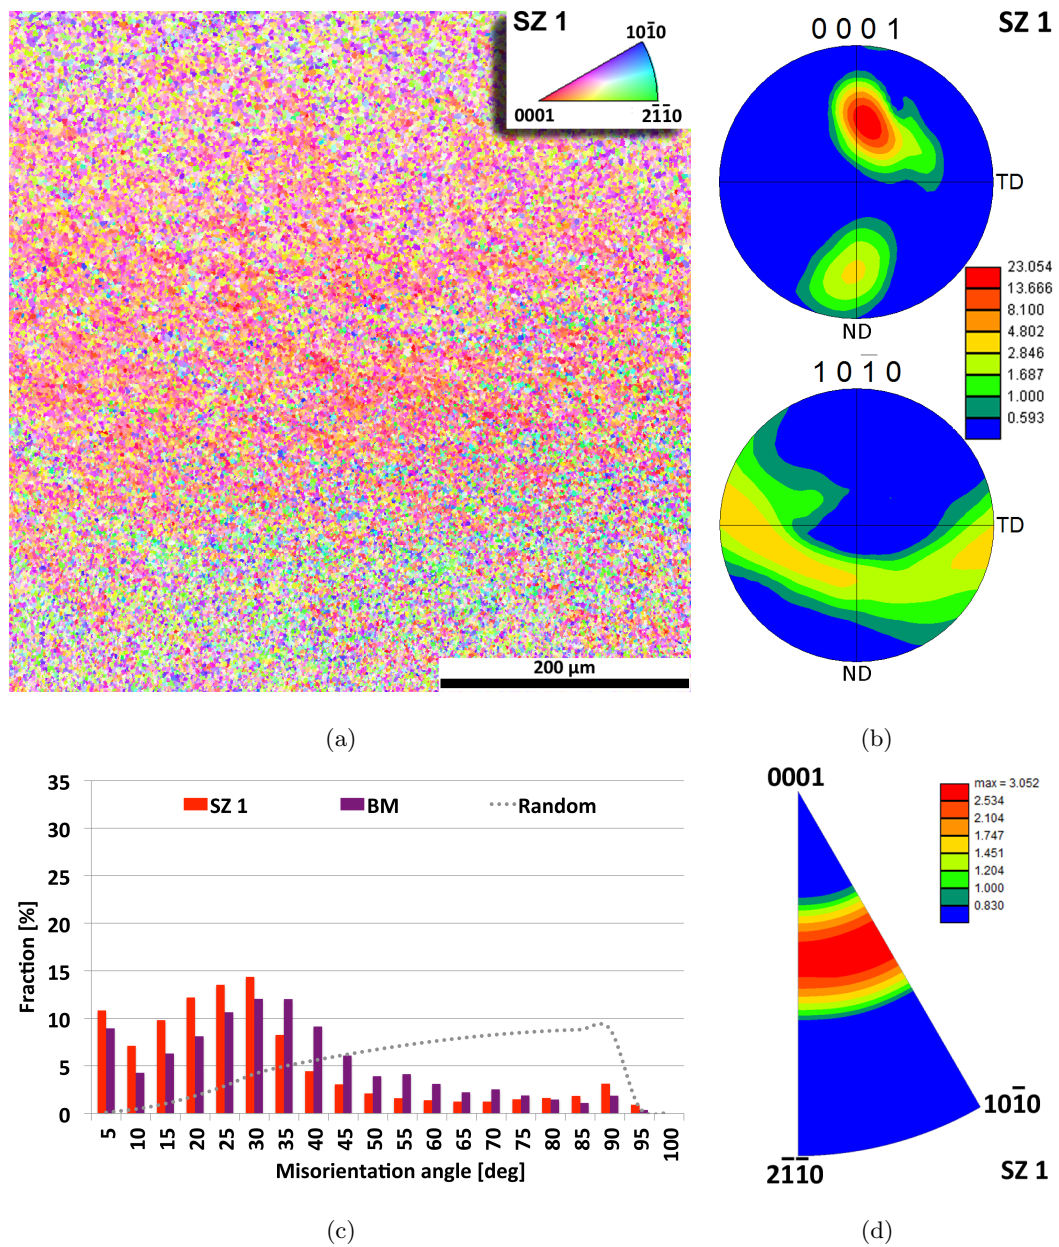 SZ 1
101̅0
0001
21̅1̅0
200 µm
(a)
0 0 0 1
SZ 1
TD
ND
23.054
13.666
8.100
4.802
2.846
1.687
1.000
0.593
1 0 1̅ 0
TD
ND
(b)
35
30
25
20
15
10
5
0
Fraction [%]
SZ 1 BM Random
5 10 15 20 25 30 35 40 45 50 55 60 65 70 75 80 85 90 95 100
Misorientation angle [deg]
(c)
0001
max = 3.052
2.534
2.104
1.747
1.451
1.204
1.000
0.830
101̅0
21̅1̅0
SZ 1
(d)